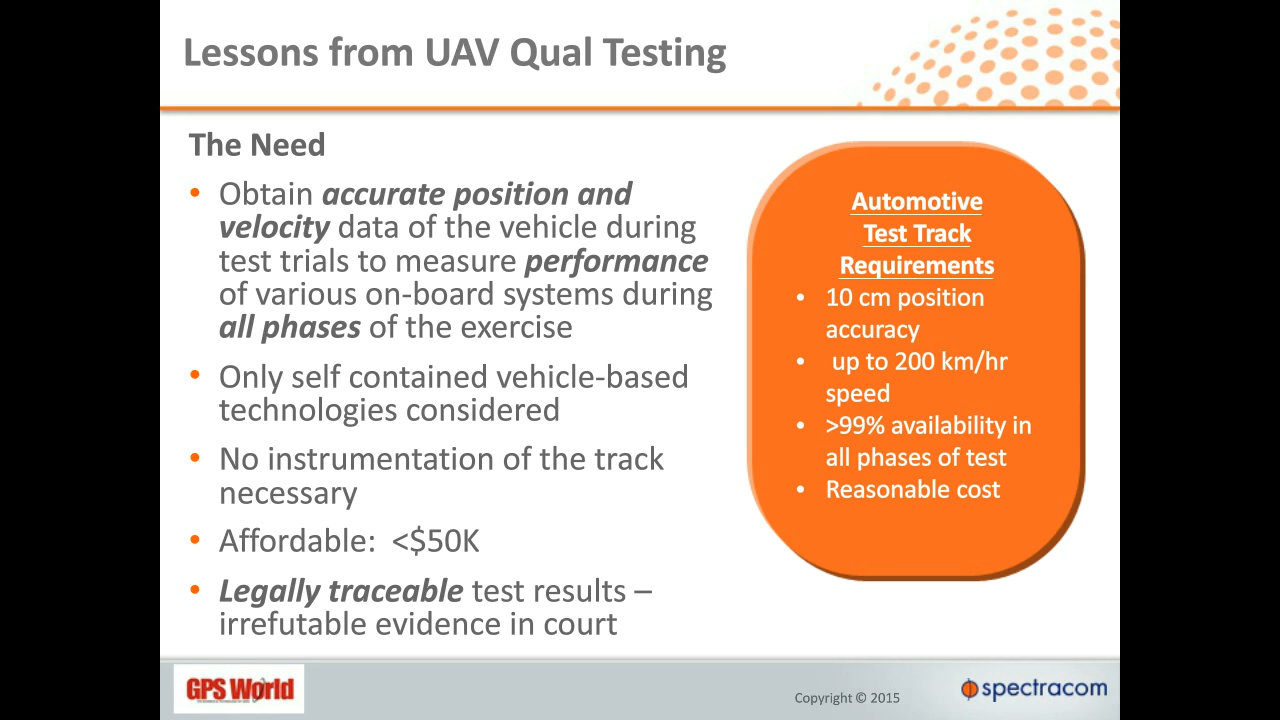 Lessons from UAV Qual Testing
The Need
• Obtain accurate position and
velocity data of the vehicle during
test trials to measure performance
of various on-board systems during
all phases of the exercise
• Only self contained vehicle-based
technologies considered
• No instrumentation of the track
necessary
• Affordable: <$50K
• Legally traceable test results –
irrefutable evidence in court
Automotive
Test Track
Requirements
• 10 cm position
accuracy
• up to 200 km/hr
speed
• >99% availability in
all phases of test
• Reasonable cost
GPS World
Copyright © 2015
spectracom